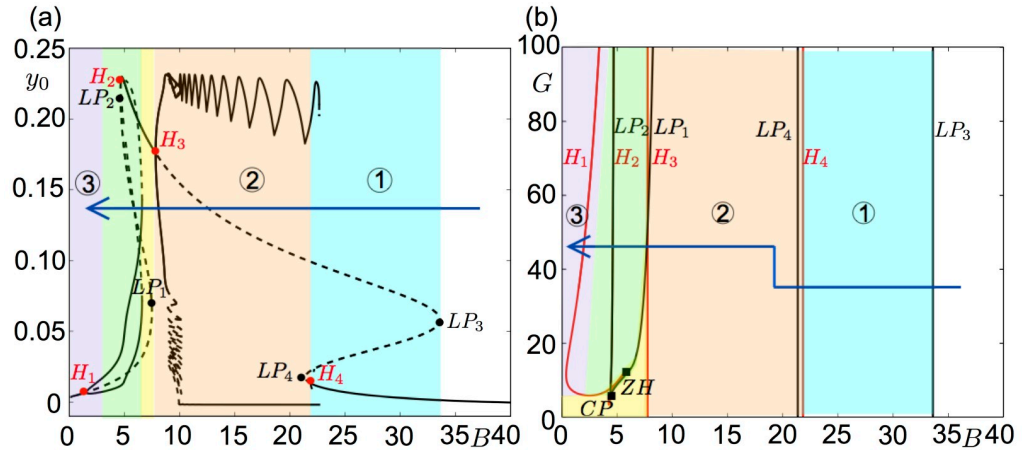 (a)
0.25
y₀
0.20
0.15
0.10
0.05
0
H₂
LP₂
H₃
③
②
①
LP₁
H₁
LP₃
LP₄
H₄
0 5 10 15 20 25 30 35 B 40
(b)
100
G
80
60
40
20
0
LP₂ LP₁ LP₄ LP₃
H₁ H₂ H₃ H₄
③ ② ①
ZH
CP
0 5 10 15 20 25 30 35 B 40